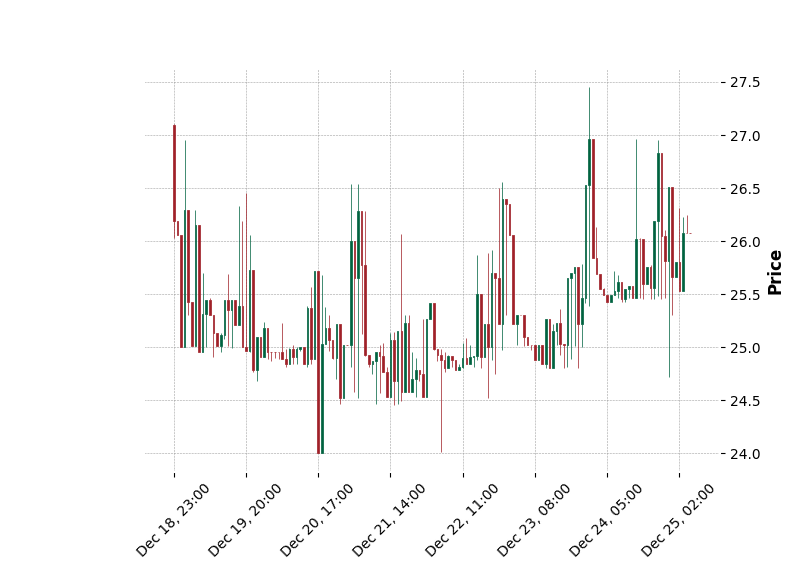 27.5
27.0
26.5
26.0
25.5
25.0
24.5
24.0
Price
Dec 18, 23:00
Dec 19, 20:00
Dec 20, 17:00
Dec 21, 14:00
Dec 22, 11:00
Dec 23, 08:00
Dec 24, 05:00
Dec 25, 02:00